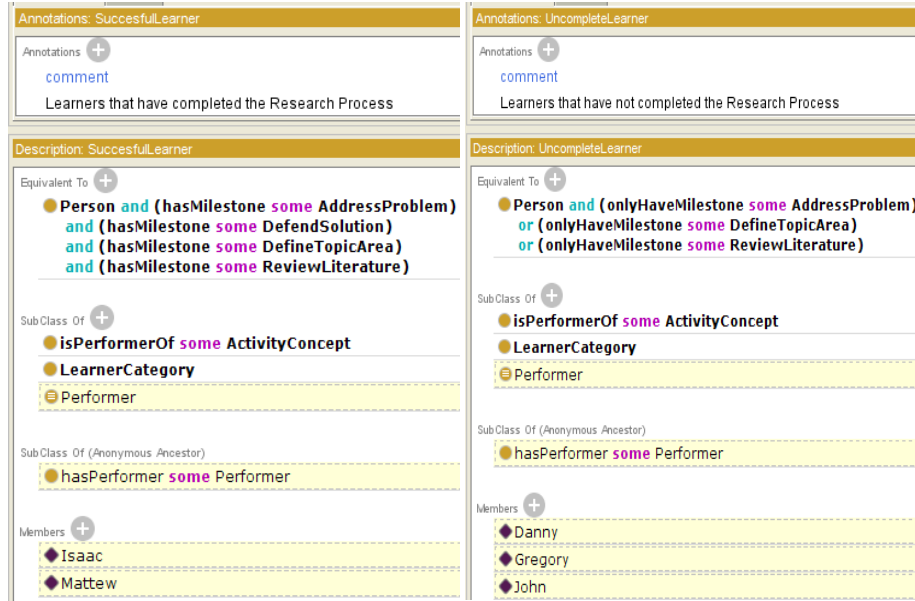 Annotations: SuccesfulLearner
Annotations
comment
Learners that have completed the Research Process
Description: SuccesfulLearner
Equivalent To
Person and (hasMilestone some AddressProblem)
and (hasMilestone some DefendSolution)
and (hasMilestone some DefineTopicArea)
and (hasMilestone some ReviewLiterature)
SubClass Of
isPerformerOf some ActivityConcept
LearnerCategory
Performer
SubClass Of (Anonymous Ancestor)
hasPerformer some Performer
Members
Isaac
Mattew
Annotations: UncompleteLearner
Annotations
comment
Learners that have not completed the Research Process
Description: UncompleteLearner
Equivalent To
Person and (onlyHaveMilestone some AddressProblem)
or (onlyHaveMilestone some DefineTopicArea)
or (onlyHaveMilestone some ReviewLiterature)
SubClass Of
isPerformerOf some ActivityConcept
LearnerCategory
Performer
SubClass Of (Anonymous Ancestor)
hasPerformer some Performer
Members
Danny
Gregory
John